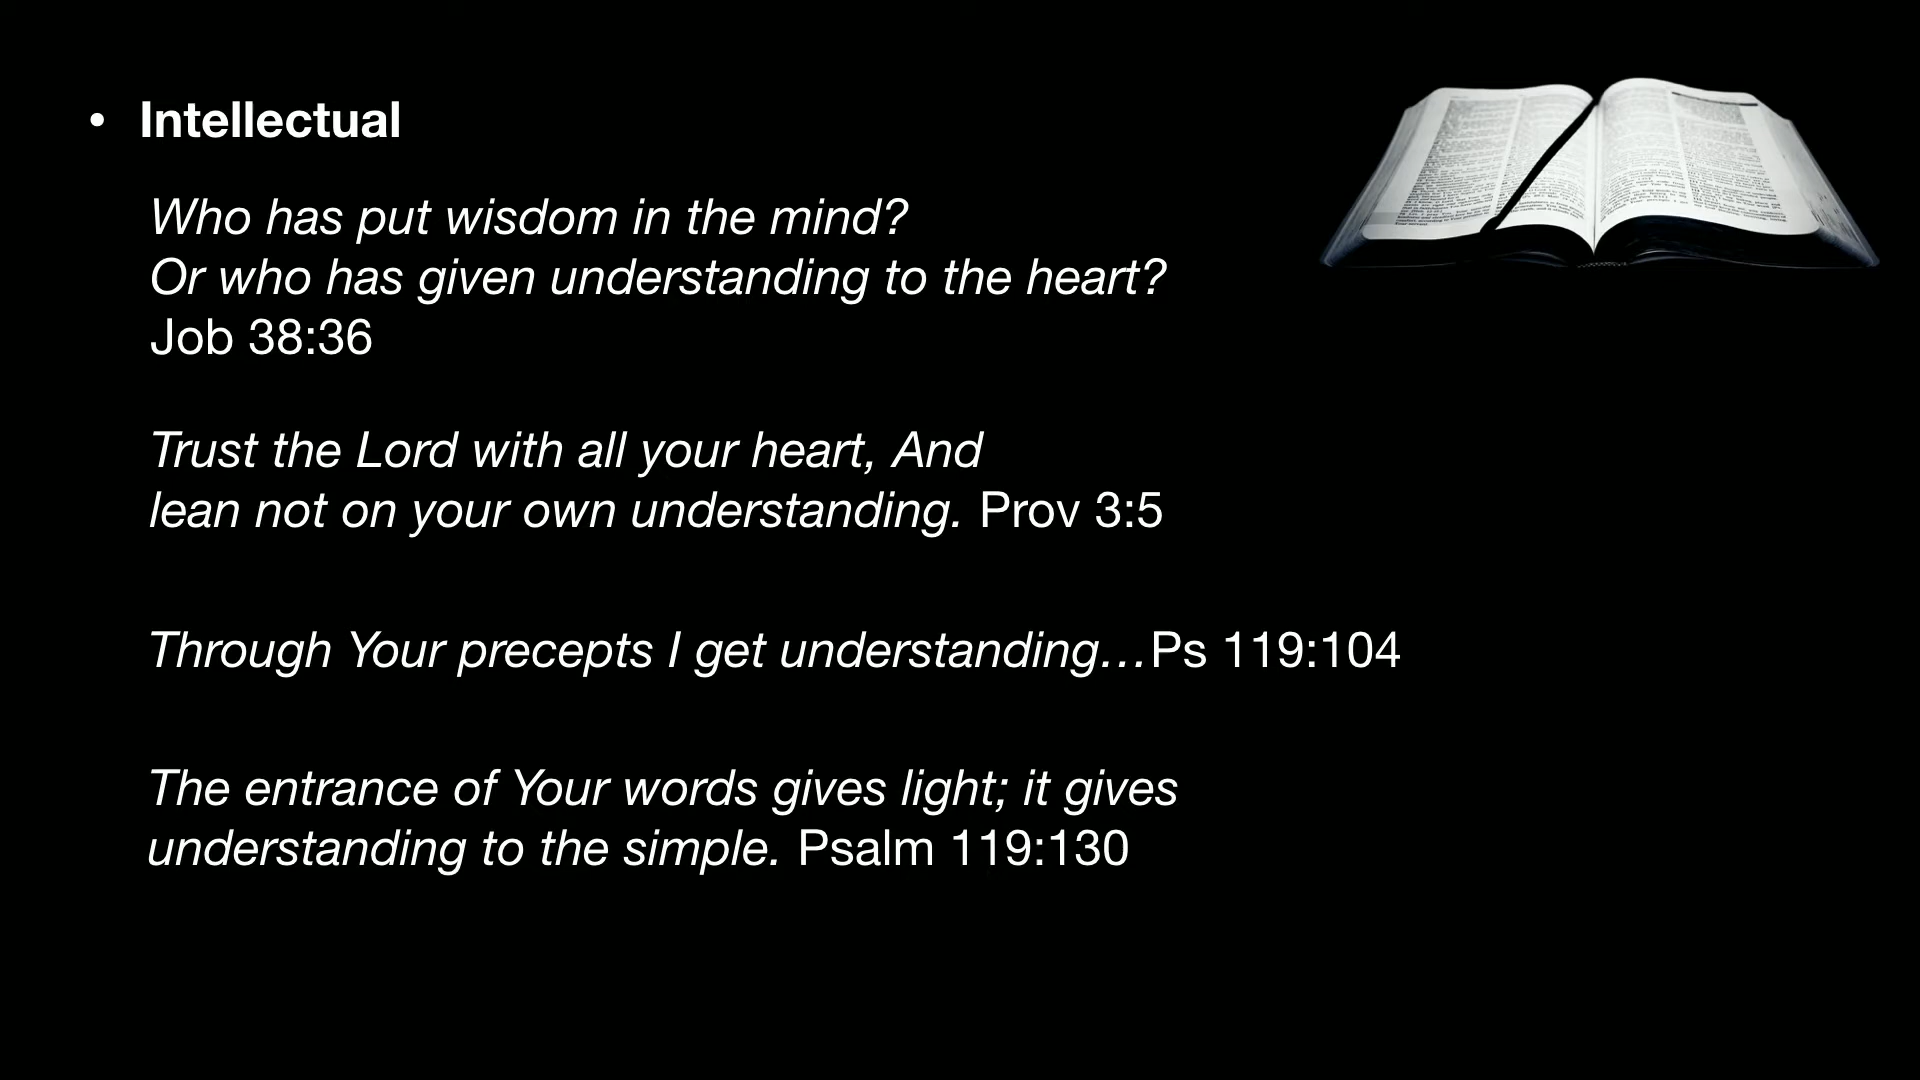 • Intellectual
Who has put wisdom in the mind?
Or who has given understanding to the heart?
Job 38:36
Trust the Lord with all your heart, And
lean not on your own understanding. Prov 3:5
Through Your precepts I get understanding…Ps 119:104
The entrance of Your words gives light; it gives
understanding to the simple. Psalm 119:130